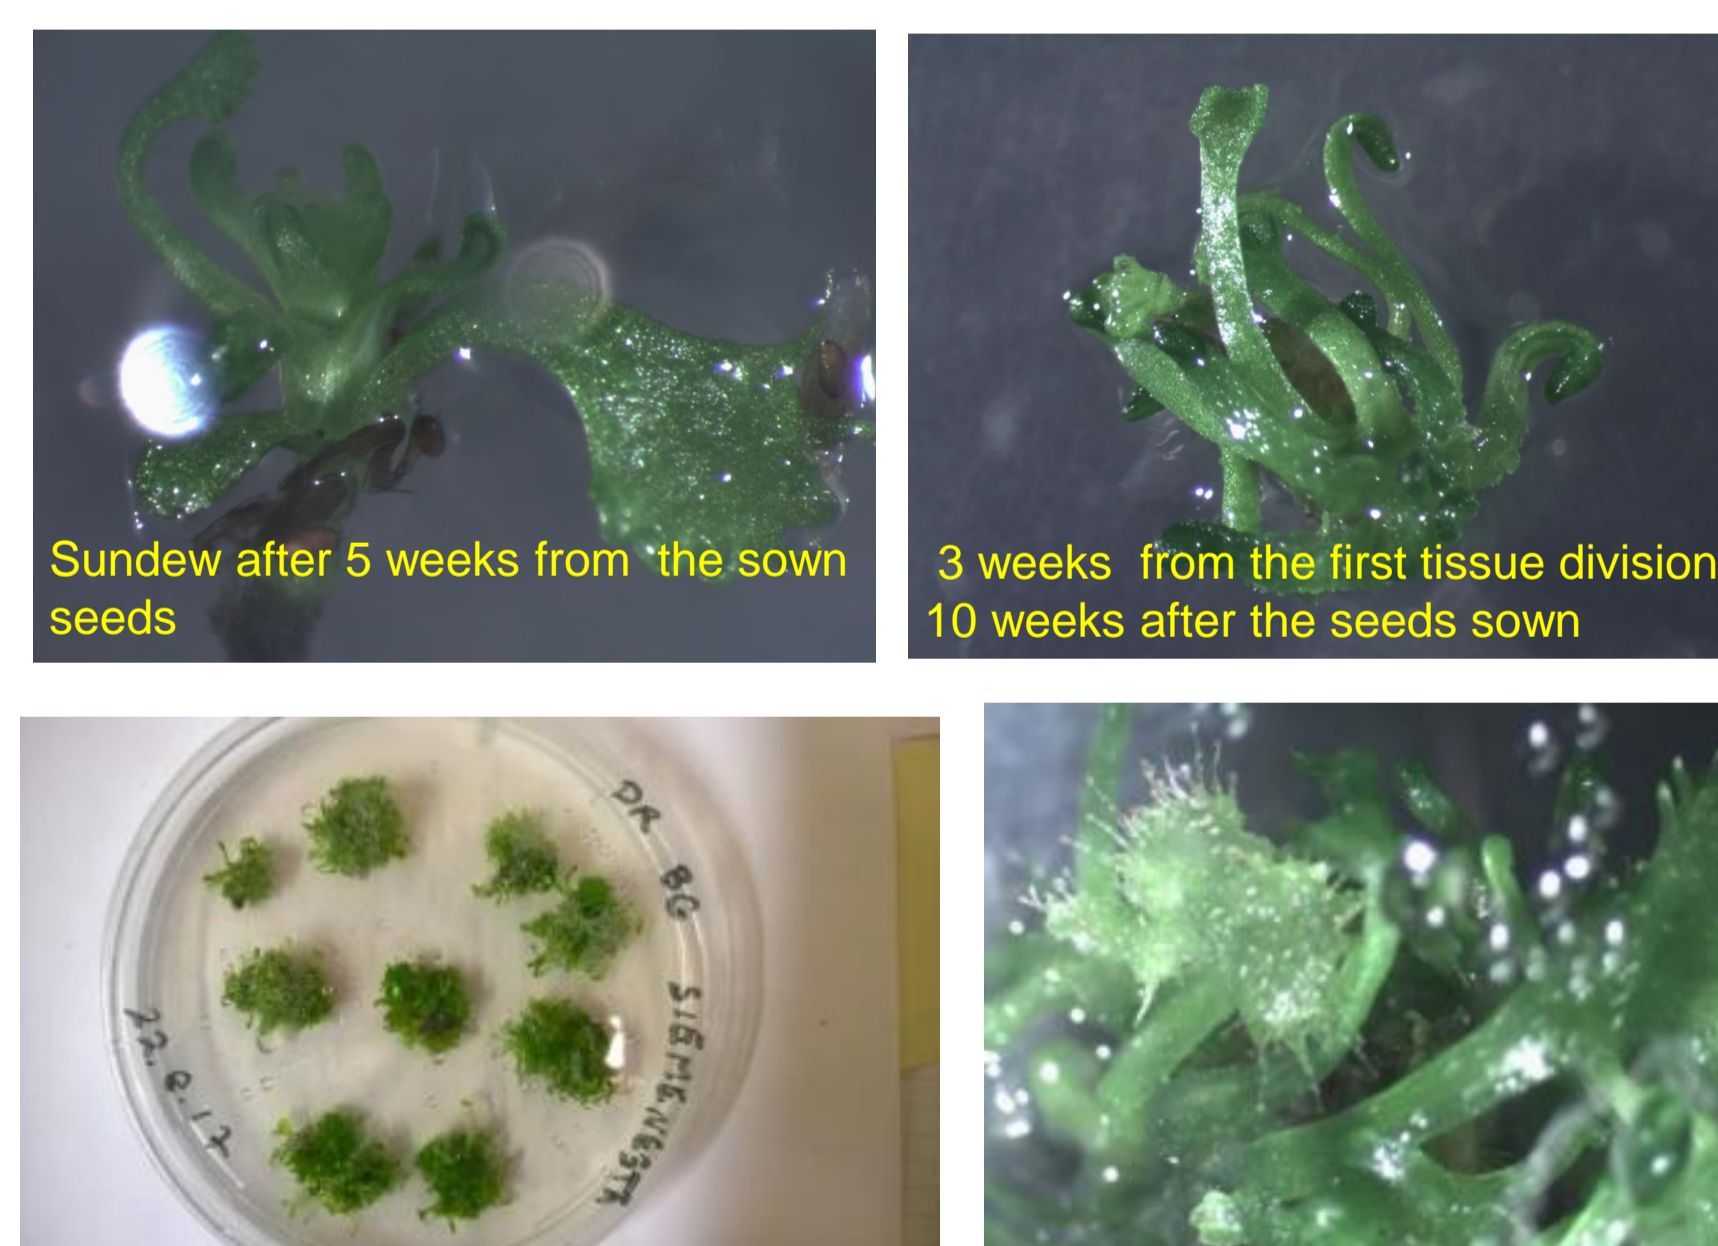 Sundew after 5 weeks from the sown
seeds
3 weeks from the first tissue division
10 weeks after the seeds sown
DR BG
22.8.17